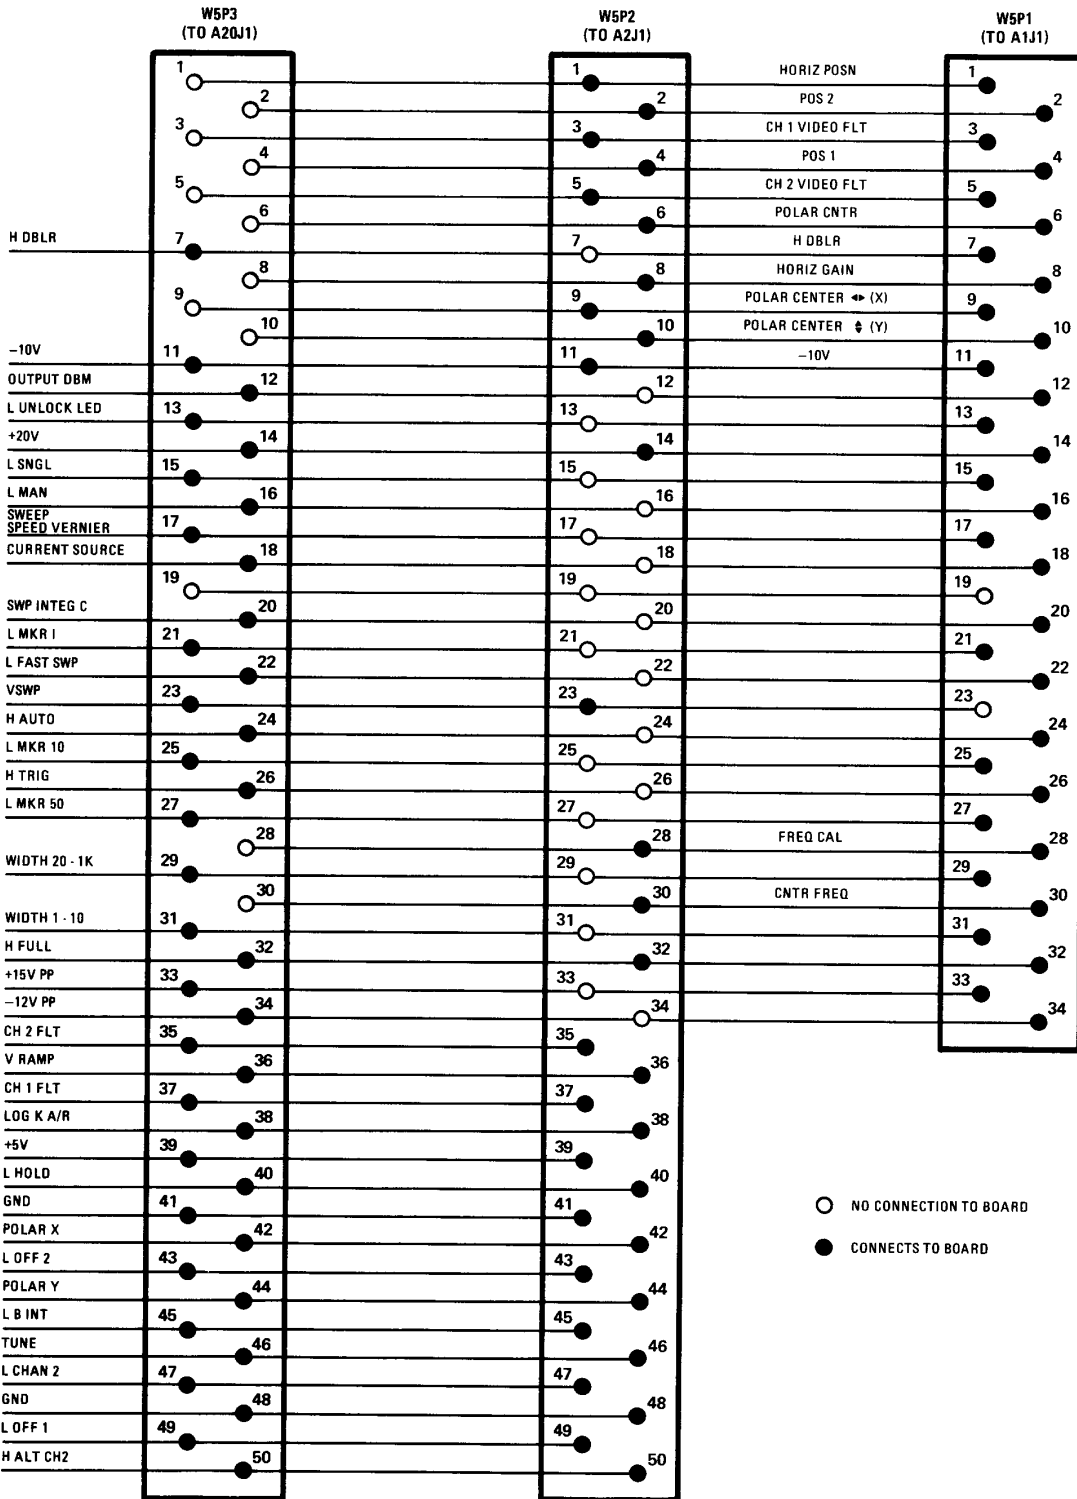 W5P3
(TO A20J1)
W5P2
(TO A2J1)
W5P1
(TO A1J1)
1 1 HORIZ POSN 1
2 2 POS 2 2
3 3 CH 1 VIDEO FLT 3
4 4 POS 1 4
5 5 CH 2 VIDEO FLT 5
6 6 POLAR CNTR 6
H DBLR 7 7 H DBLR 7
8 8 HORIZ GAIN 8
9 9 POLAR CENTER ◂▸ (X) 9
10 10 POLAR CENTER ♦ (Y) 10
−10V 11 11 −10V 11
OUTPUT DBM 12 12 12
L UNLOCK LED 13 13 13
+20V 14 14 14
L SNGL 15 15 15
L MAN 16 16 16
SWEEP
SPEED VERNIER 17 17 17
CURRENT SOURCE 18 18 18
19 19 19
SWP INTEG C 20 20 20
L MKR I 21 21 21
L FAST SWP 22 22 22
VSWP 23 23 23
H AUTO 24 24 24
L MKR 10 25 25 25
H TRIG 26 26 26
L MKR 50 27 27 27
28 28 FREQ CAL 28
WIDTH 20 - 1K 29 29 29
30 30 CNTR FREQ 30
WIDTH 1 - 10 31 31 31
H FULL 32 32 32
+15V PP 33 33 33
−12V PP 34 34 34
CH 2 FLT 35 35
V RAMP 36 36
CH 1 FLT 37 37
LOG K A/R 38 38
+5V 39 39
L HOLD 40 40
GND 41 41
POLAR X 42 42
L OFF 2 43 43
POLAR Y 44 44
L B INT 45 45
TUNE 46 46
L CHAN 2 47 47
GND 48 48
L OFF 1 49 49
H ALT CH2 50 50
NO CONNECTION TO BOARD
CONNECTS TO BOARD